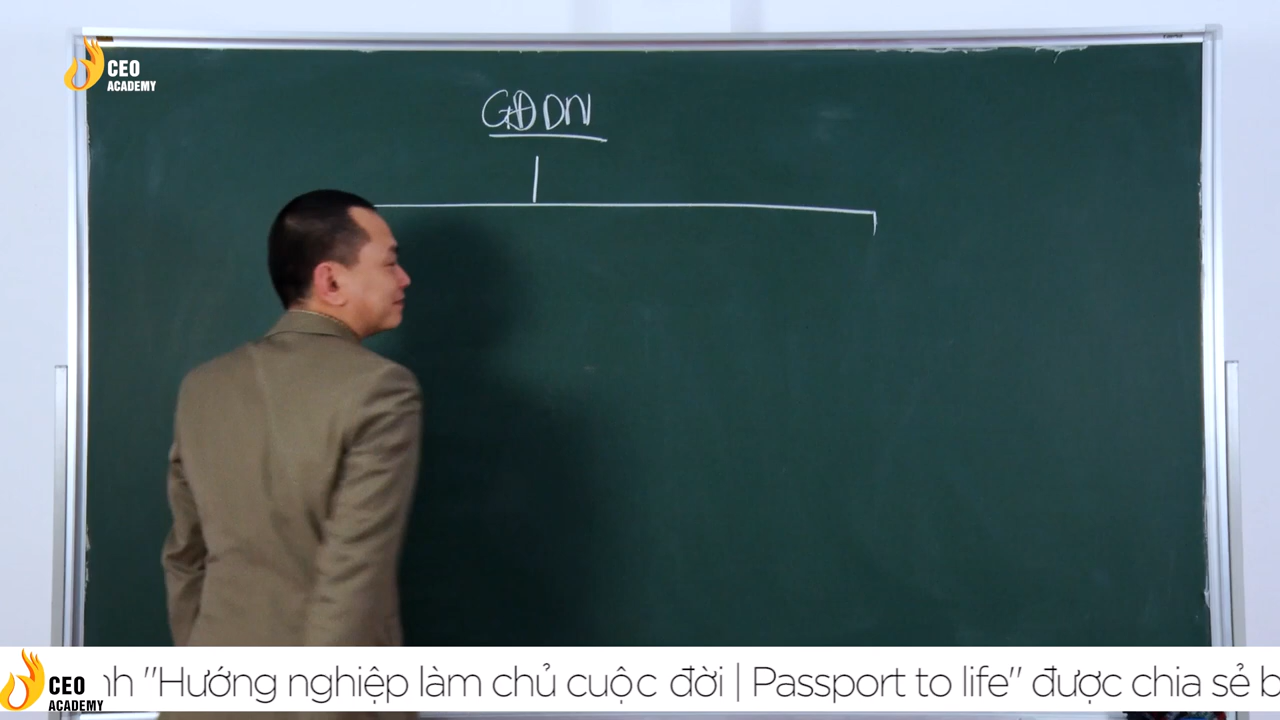 CEO
ACADEMY
GĐDN
CEO
ACADEMY
nh "Hướng nghiệp làm chủ cuộc đời | Passport to life" được chia sẻ b